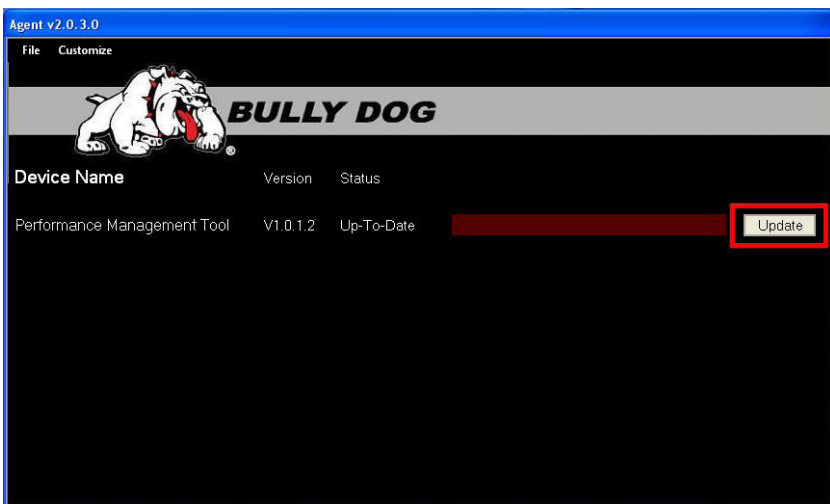 Agent v2.0.3.0
File Customize
BULLY DOG
®
Device Name Version Status
Performance Management Tool V1.0.1.2 Up-To-Date Update